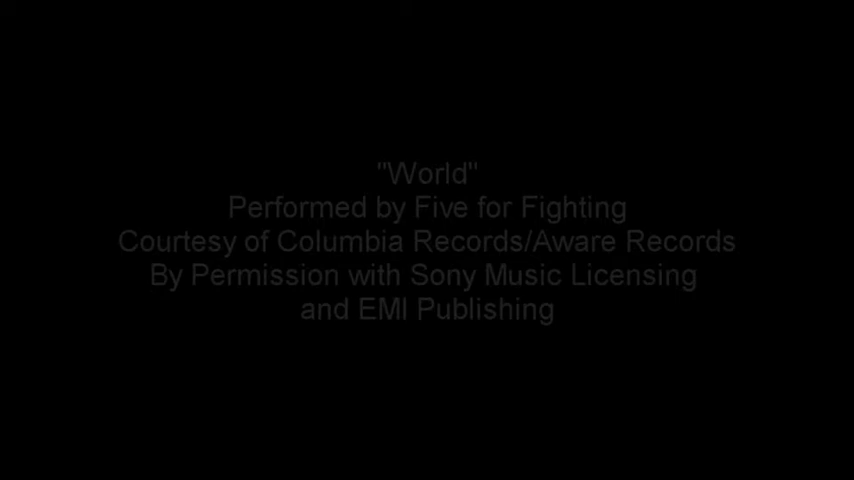 "World"
Performed by Five for Fighting
Courtesy of Columbia Records/Aware Records
By Permission with Sony Music Licensing
and EMI Publishing